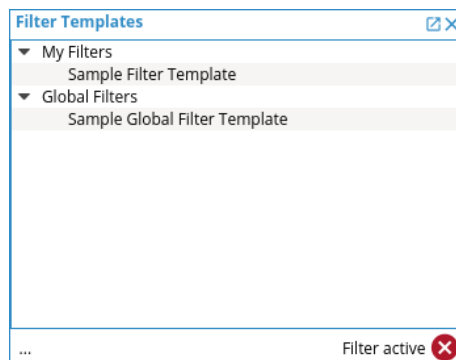 Filter Templates
My Filters
Sample Filter Template
Global Filters
Sample Global Filter Template
... Filter active